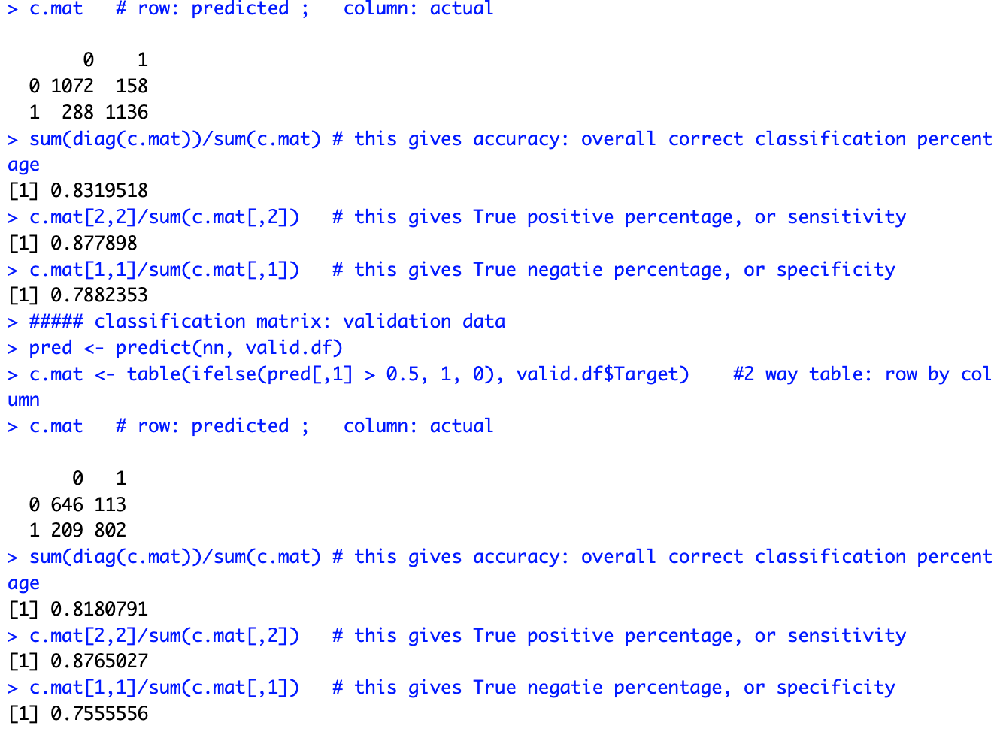 > c.mat   # row: predicted ;   column: actual
       0    1
  0 1072  158
  1  288 1136
> sum(diag(c.mat))/sum(c.mat) # this gives accuracy: overall correct classification percent
age
[1] 0.8319518
> c.mat[2,2]/sum(c.mat[,2])   # this gives True positive percentage, or sensitivity
[1] 0.877898
> c.mat[1,1]/sum(c.mat[,1])   # this gives True negatie percentage, or specificity
[1] 0.7882353
> ##### classification matrix: validation data
> pred <- predict(nn, valid.df)
> c.mat <- table(ifelse(pred[,1] > 0.5, 1, 0), valid.df$Target)    #2 way table: row by col
umn
> c.mat   # row: predicted ;   column: actual
      0   1
  0 646 113
  1 209 802
> sum(diag(c.mat))/sum(c.mat) # this gives accuracy: overall correct classification percent
age
[1] 0.8180791
> c.mat[2,2]/sum(c.mat[,2])   # this gives True positive percentage, or sensitivity
[1] 0.8765027
> c.mat[1,1]/sum(c.mat[,1])   # this gives True negatie percentage, or specificity
[1] 0.7555556